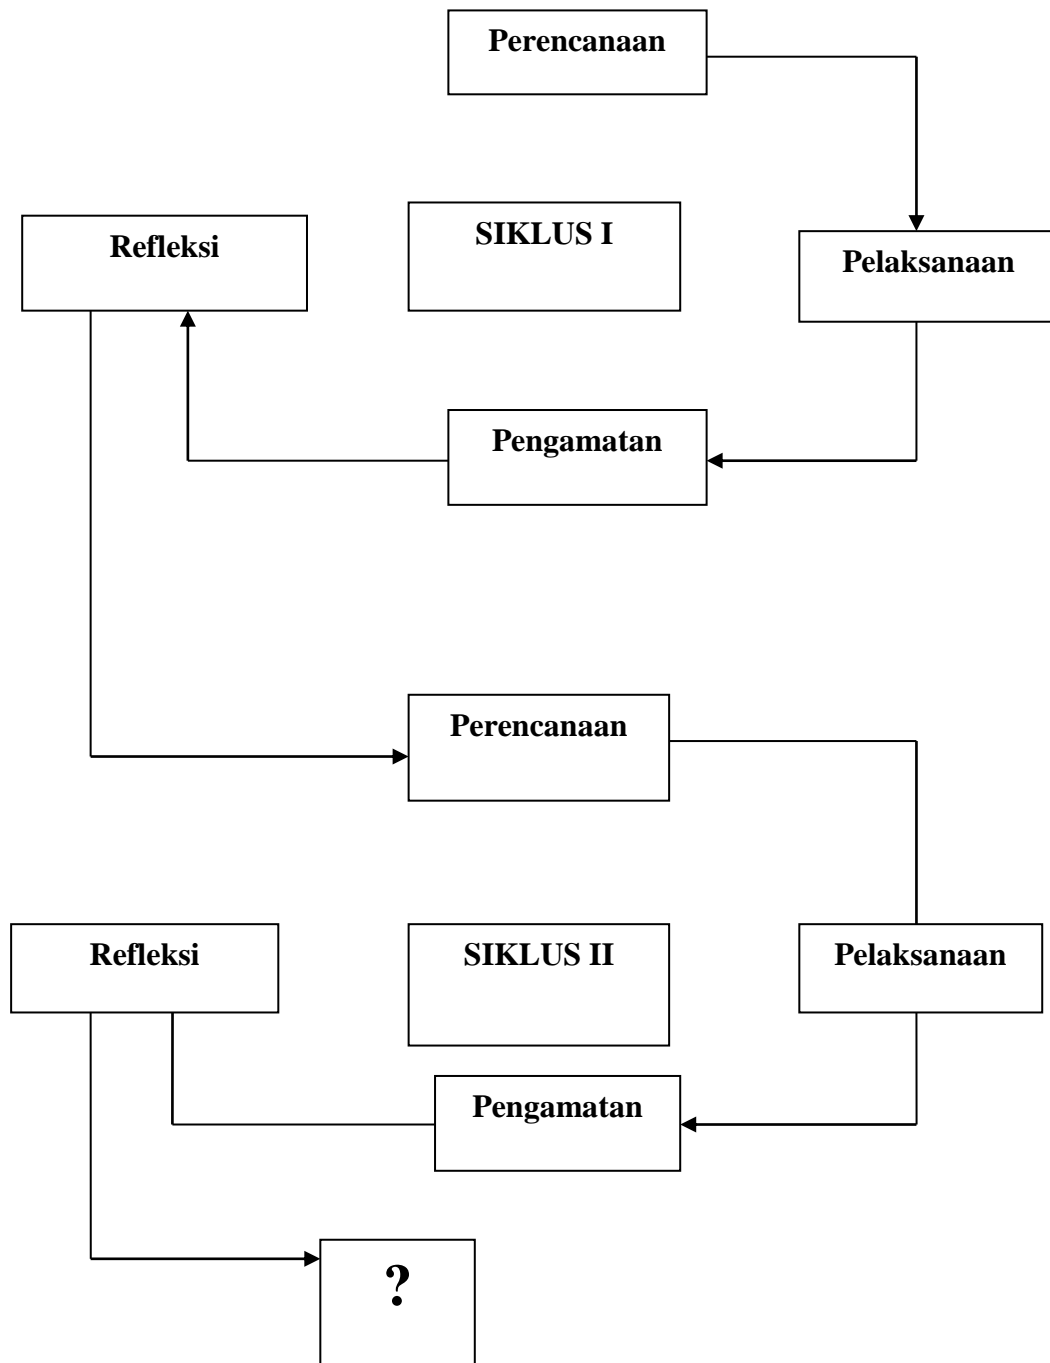 Perencanaan
Refleksi
SIKLUS I
Pelaksanaan
Pengamatan
Perencanaan
Refleksi
SIKLUS II
Pelaksanaan
Pengamatan
?